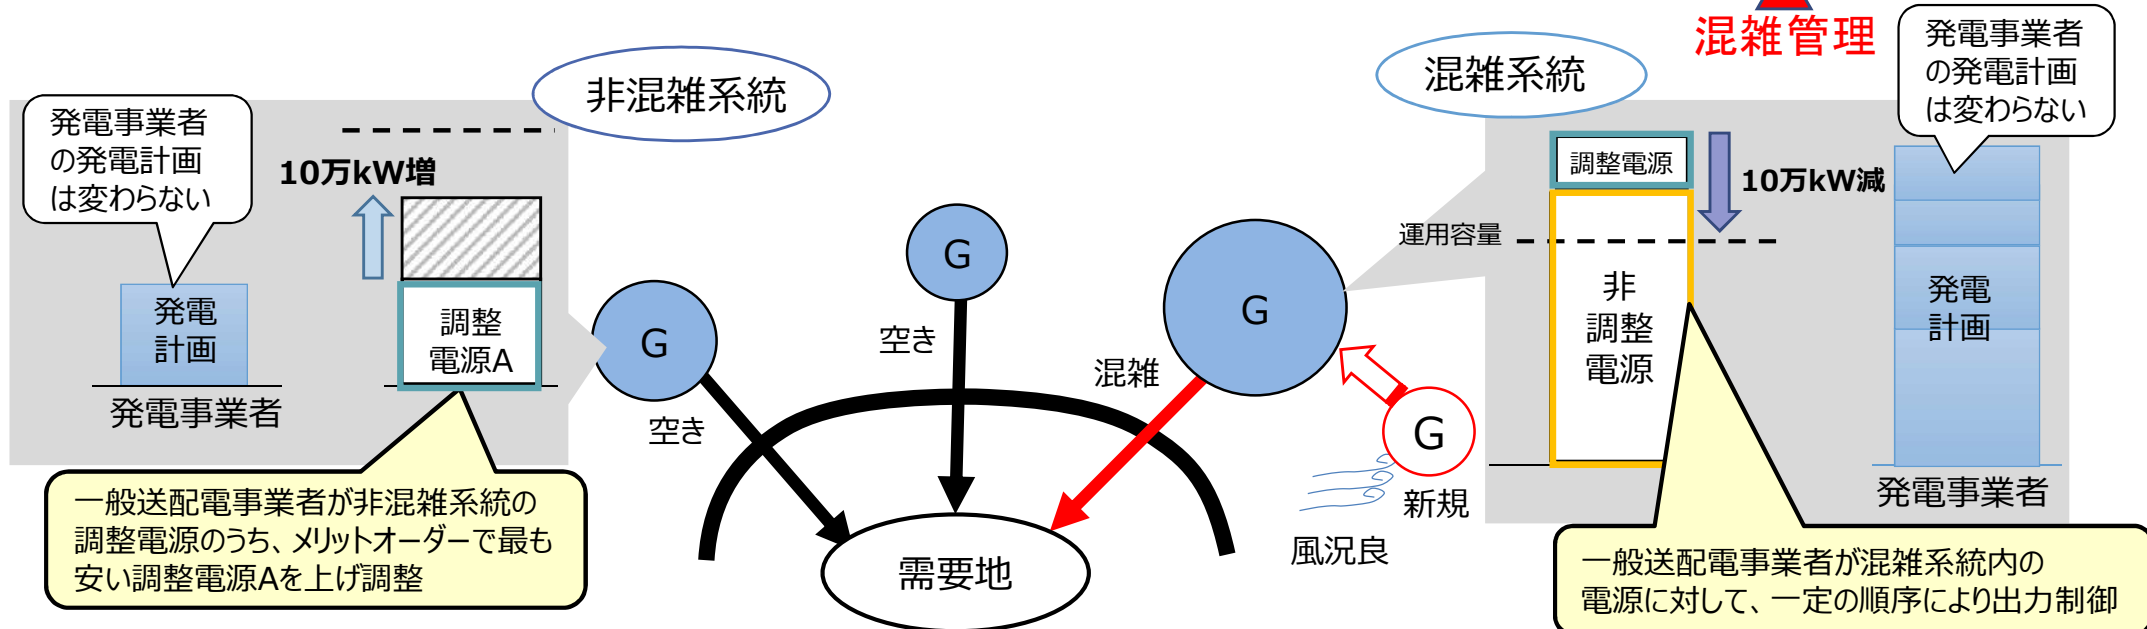 混雑管理
非混雑系統
混雑系統
発電事業者
の発電計画
は変わらない
10万kW増
調整
電源A
発電
計画
発電事業者
一般送配電事業者が非混雑系統の
調整電源のうち、メリットオーダーで最も
安い調整電源Aを上げ調整
G
空き
G
空き
G
混雑
G
新規
風況良
需要地
運用容量
調整電源
10万kW減
非
調整
電源
発電事業者
の発電計画
は変わらない
発電
計画
発電事業者
一般送配電事業者が混雑系統内の
電源に対して、一定の順序により出力制御